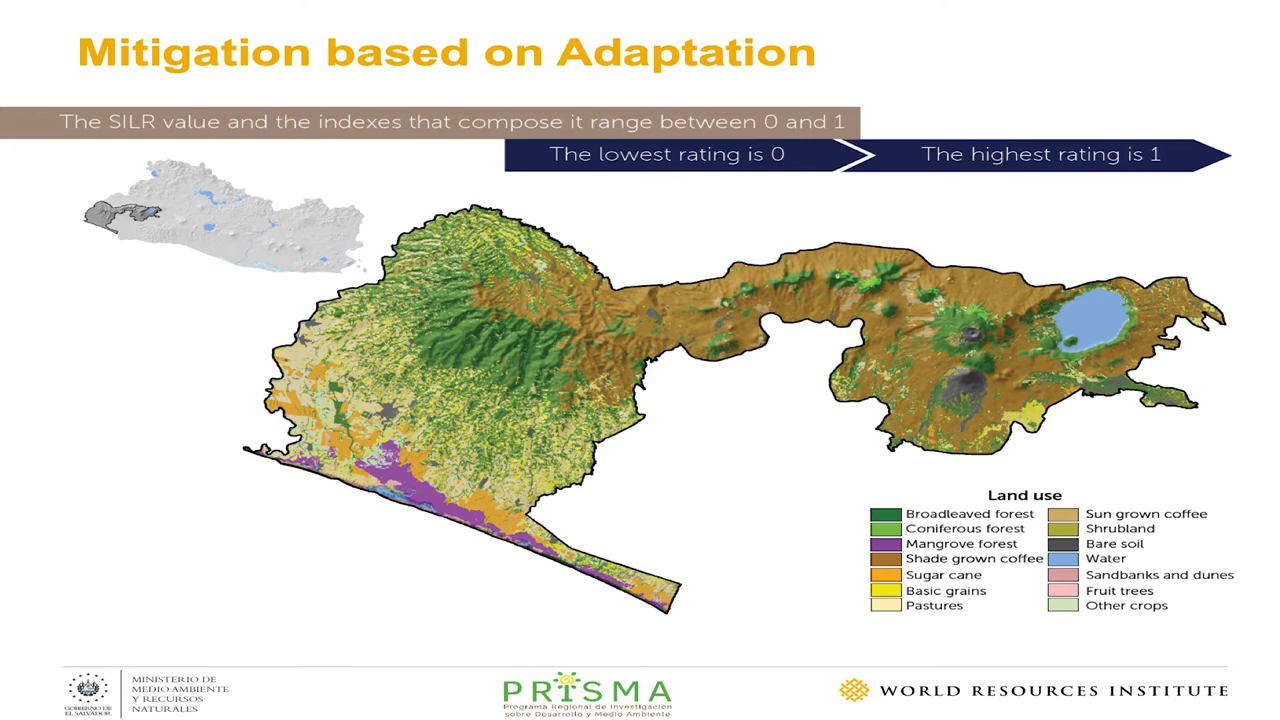 Mitigation based on Adaptation
The SILR value and the indexes that compose it range between 0 and 1
The lowest rating is 0
The highest rating is 1
Land use
Broadleaved forest
Coniferous forest
Mangrove forest
Shade grown coffee
Sugar cane
Basic grains
Pastures
Sun grown coffee
Shrubland
Bare soil
Water
Sandbanks and dunes
Fruit trees
Other crops
GOBIERNO DE
EL SALVADOR
MINISTERIO DE
MEDIO AMBIENTE
Y RECURSOS
NATURALES
PRISMA
Programa Regional de Investigación
sobre Desarrollo y Medio Ambiente
WORLD RESOURCES INSTITUTE